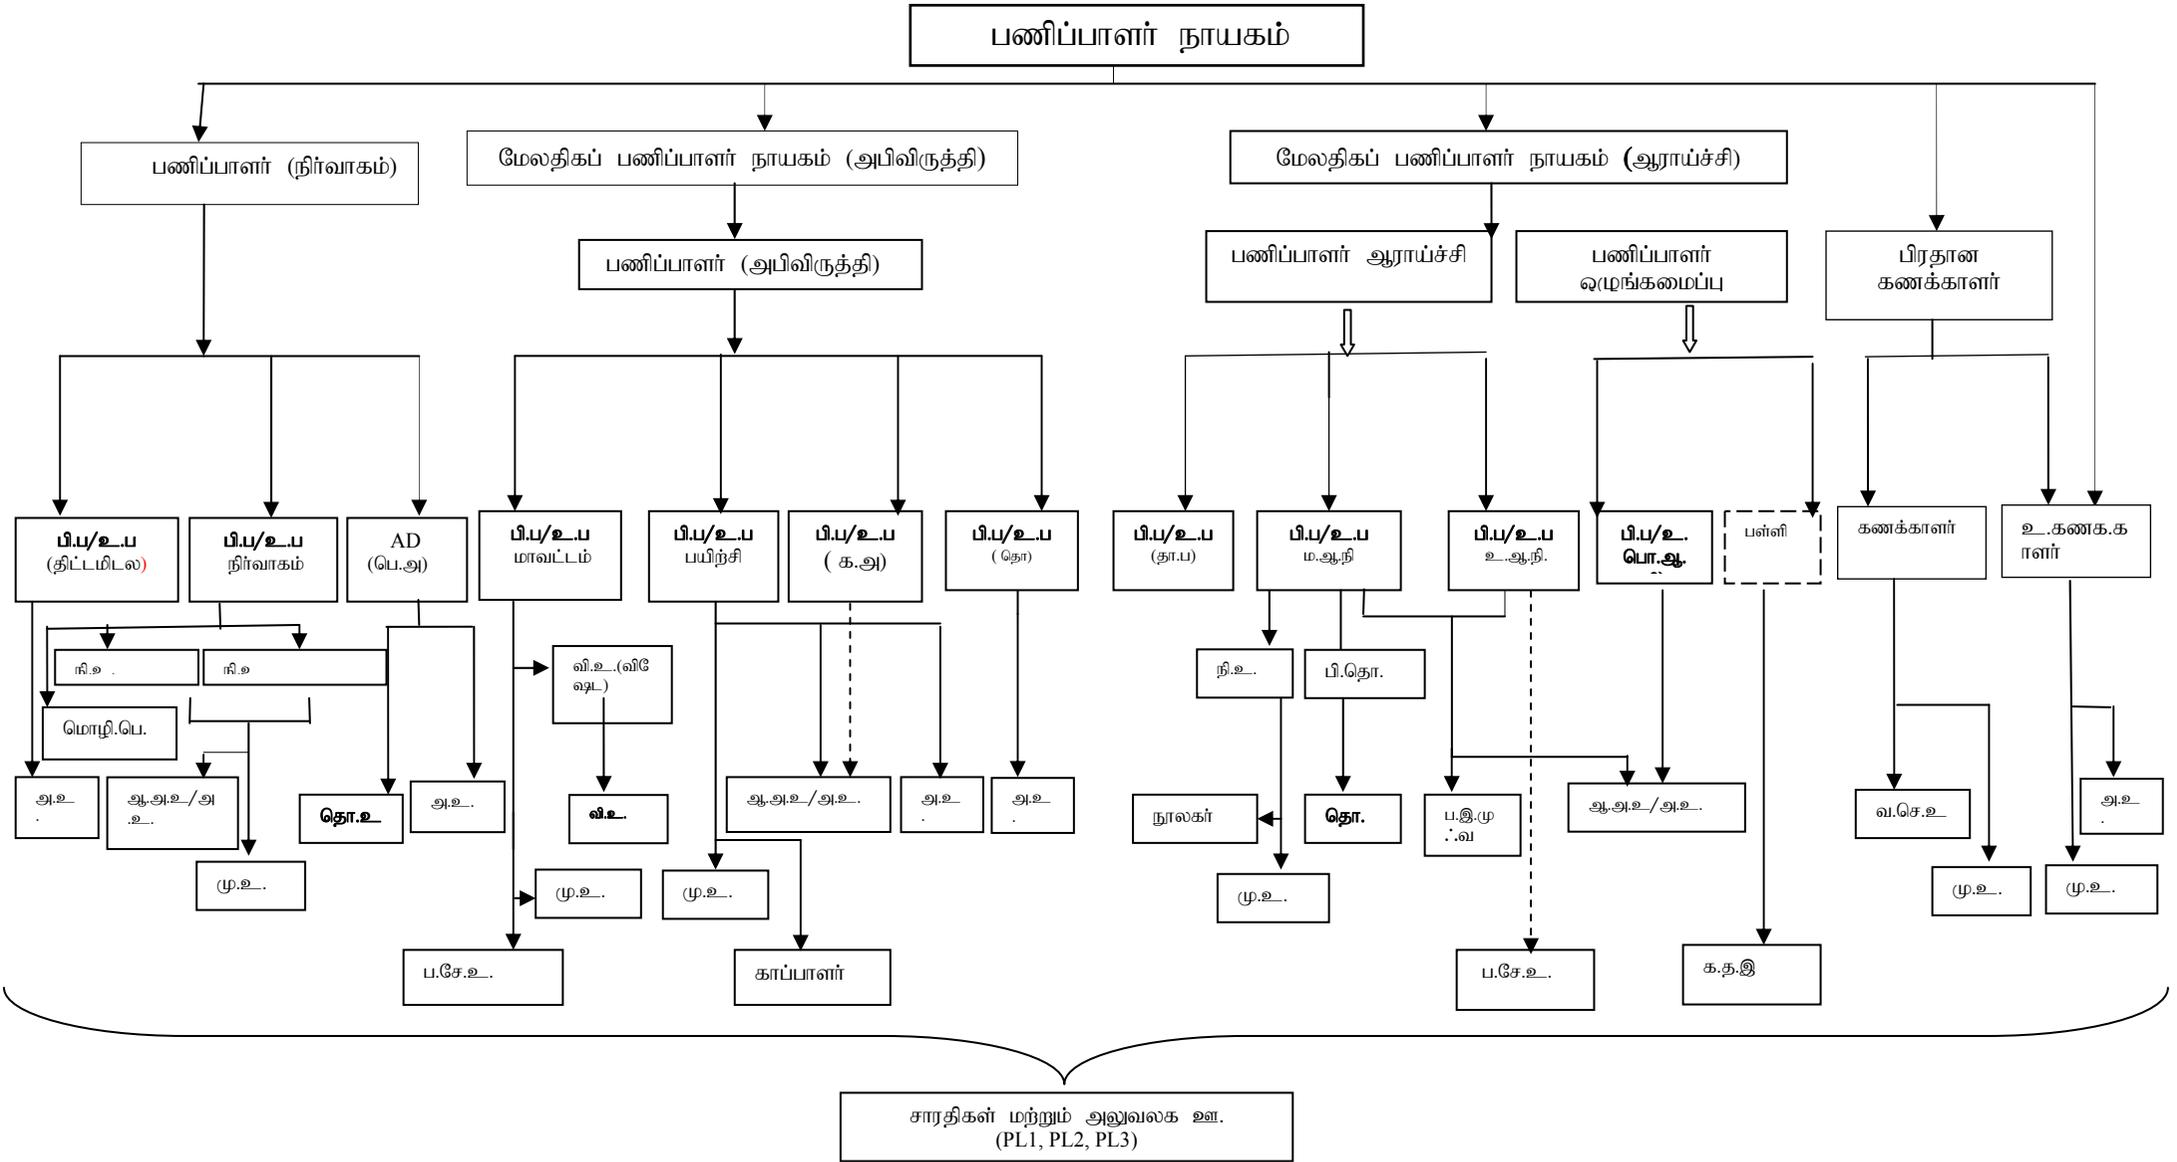 பணிப்பாளர் நாயகம்
பணிப்பாளர் (நிர்வாகம்)
மேலதிகப் பணிப்பாளர் நாயகம் (அபிவிருத்தி)
மேலதிகப் பணிப்பாளர் நாயகம் (ஆராய்ச்சி)
பணிப்பாளர் (அபிவிருத்தி)
பணிப்பாளர் ஆராய்ச்சி
பணிப்பாளர்
ஒழுங்கமைப்பு
பிரதான
கணக்காளர்
பி.ப/உ.ப
(திட்டமிடல)
பி.ப/உ.ப
நிர்வாகம்
AD
(பெ.அ)
பி.ப/உ.ப
மாவட்டம்
பி.ப/உ.ப
பயிற்சி
பி.ப/உ.ப
( க.அ)
பி.ப/உ.ப
( தொ)
பி.ப/உ.ப
(தா.ப)
பி.ப/உ.ப
ம.ஆ.நி
பி.ப/உ.ப
உ.ஆ.நி.
பி.ப/உ.
பொ.ஆ.
பள்ளி
கணக்காளர்
உ.கணக.க
ாளர்
நி.உ .
நி.உ
வி.உ.(வி
ஷேட)
நி.உ.
பி.தொ.
மொழி.பெ.
அ.உ
.
ஆ.அ.உ/அ
.உ.
தொ.உ
அ.உ.
வி.உ.
ஆ.அ.உ/அ.உ.
அ.உ
.
அ.உ
.
நூலகர்
தொ.
ப.இ.மு
ஃவ
ஆ.அ.உ/அ.உ.
வ.செ.உ
அ.உ
.
மு.உ.
மு.உ.
மு.உ.
மு.உ.
மு.உ.
மு.உ.
ப.சே.உ.
காப்பாளர்
ப.சே.உ.
க.த.இ
சாரதிகள் மற்றும் அலுவலக ஊ.
(PL1, PL2, PL3)